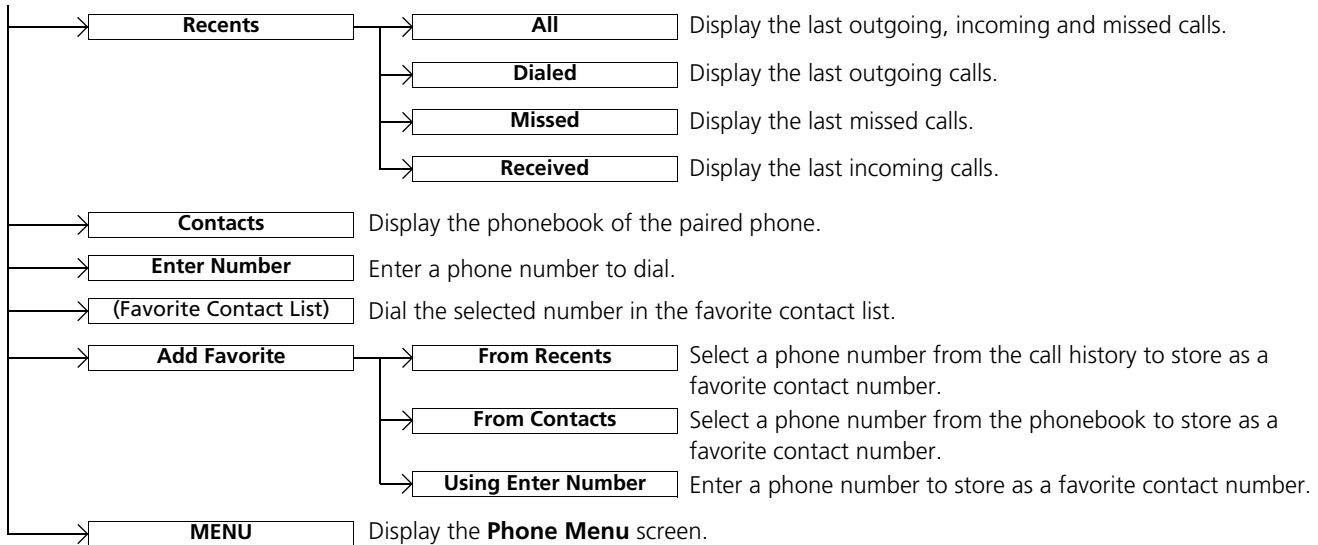 Recents All Display the last outgoing, incoming and missed calls.
Dialed Display the last outgoing calls.
Missed Display the last missed calls.
Received Display the last incoming calls.
Contacts Display the phonebook of the paired phone.
Enter Number Enter a phone number to dial.
(Favorite Contact List) Dial the selected number in the favorite contact list.
Add Favorite From Recents Select a phone number from the call history to store as a
favorite contact number.
From Contacts Select a phone number from the phonebook to store as a
favorite contact number.
Using Enter Number Enter a phone number to store as a favorite contact number.
MENU Display the Phone Menu screen.